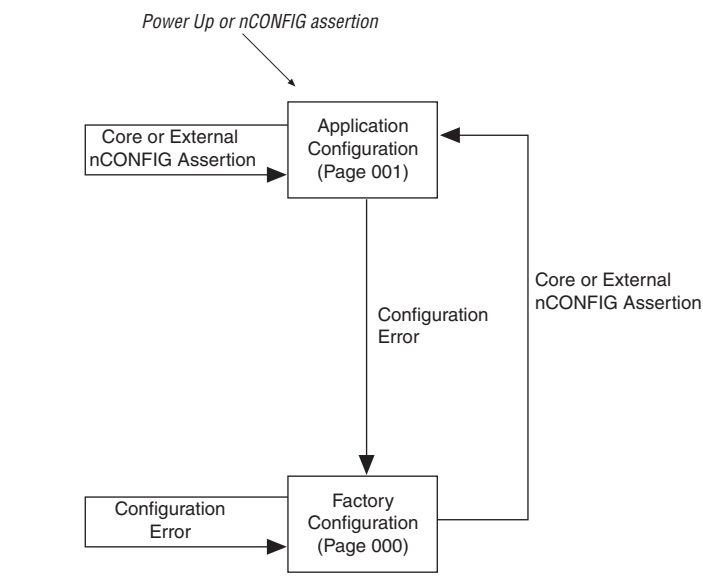 Power Up or nCONFIG assertion
Core or External
nCONFIG Assertion
Application
Configuration
(Page 001)
Core or External
nCONFIG Assertion
Configuration
Error
Configuration
Error
Factory
Configuration
(Page 000)